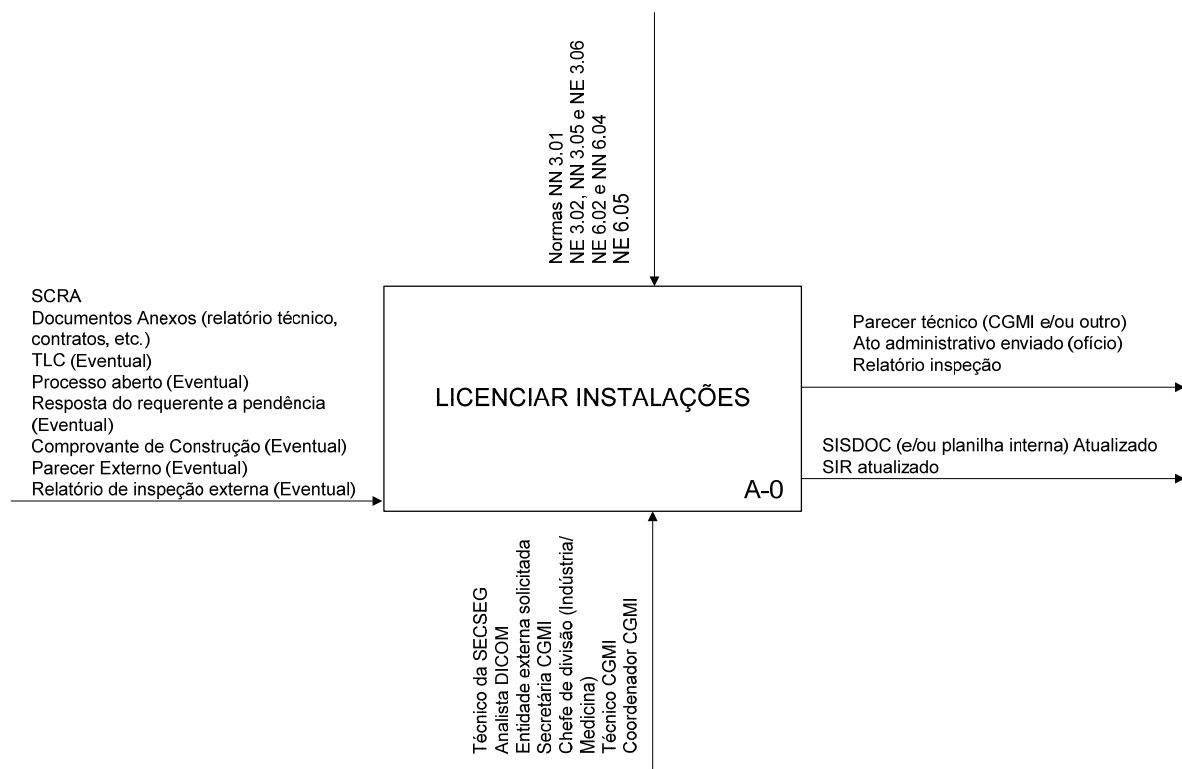 Normas NN 3.01
NE 3.02, NN 3.05 e NE 3.06
NE 6.02 e NN 6.04
NE 6.05
SCRA
Documentos Anexos (relatório técnico,
contratos, etc.)
TLC (Eventual)
Processo aberto (Eventual)
Resposta do requerente a pendência
(Eventual)
Comprovante de Construção (Eventual)
Parecer Externo (Eventual)
Relatório de inspeção externa (Eventual)
LICENCIAR INSTALAÇÕES
A-0
Parecer técnico (CGMI e/ou outro)
Ato administrativo enviado (ofício)
Relatório inspeção
SISDOC (e/ou planilha interna) Atualizado
SIR atualizado
Técnico da SECSEG
Analista DICOM
Entidade externa solicitada
Secretária CGMI
Chefe de divisão (Indústria/
Medicina)
Técnico CGMI
Coordenador CGMI